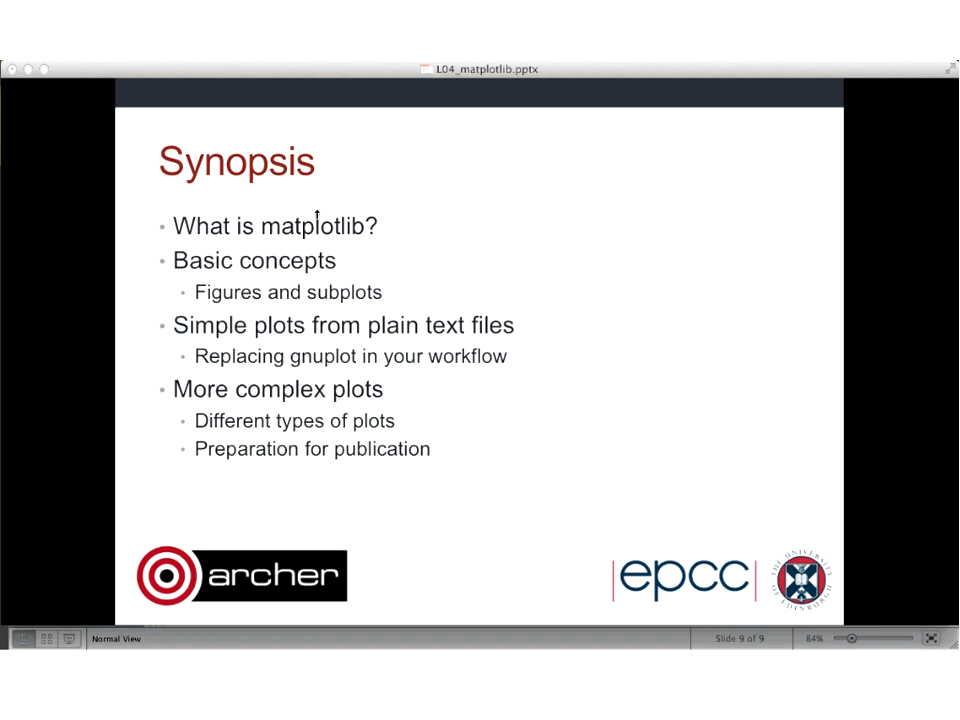 L04_matplotlib.pptx
Synopsis
• What is matplotlib?
• Basic concepts
• Figures and subplots
• Simple plots from plain text files
• Replacing gnuplot in your workflow
• More complex plots
• Different types of plots
• Preparation for publication
archer
|epcc|
THE UNIVERSITY OF EDINBURGH
Normal View
Slide 9 of 9
84%